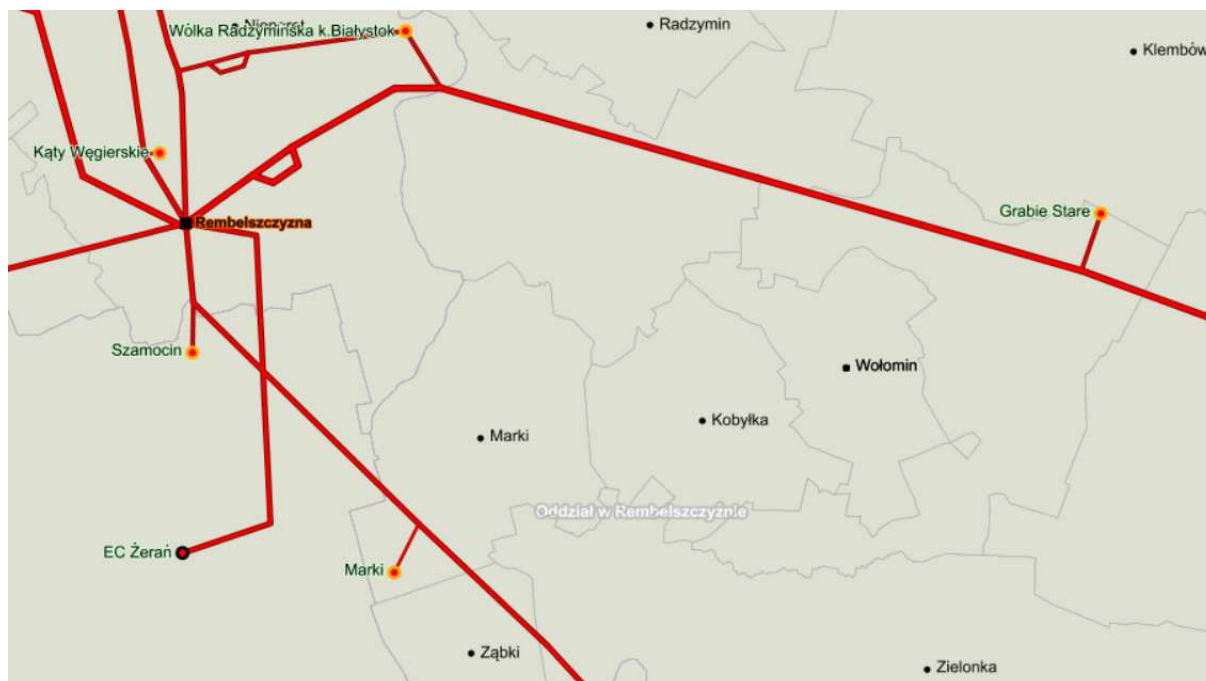 Nieporęt
Wólka Radzymińska k.Białystok
Radzymin
Klembów
Kąty Węgierskie
Grabie Stare
Rembelszczyzna
Szamocin
Wołomin
Kobyłka
Marki
Oddział w Rembelszczyźnie
EC Żerań
Marki
Ząbki
Zielonka